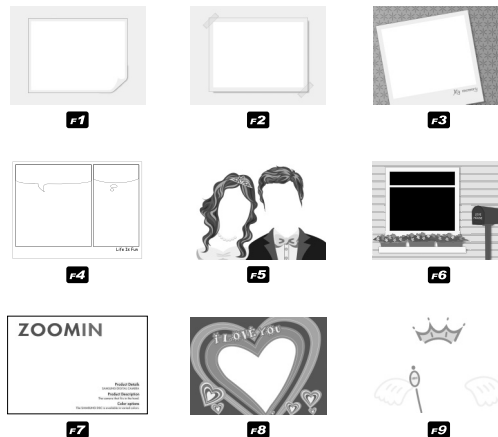 F1
F2
F3
Life Is Fun
F4
F5
F6
ZOOMIN
Product Details
Product Description
Color options
F7
I LOVE YOU
F8
F9